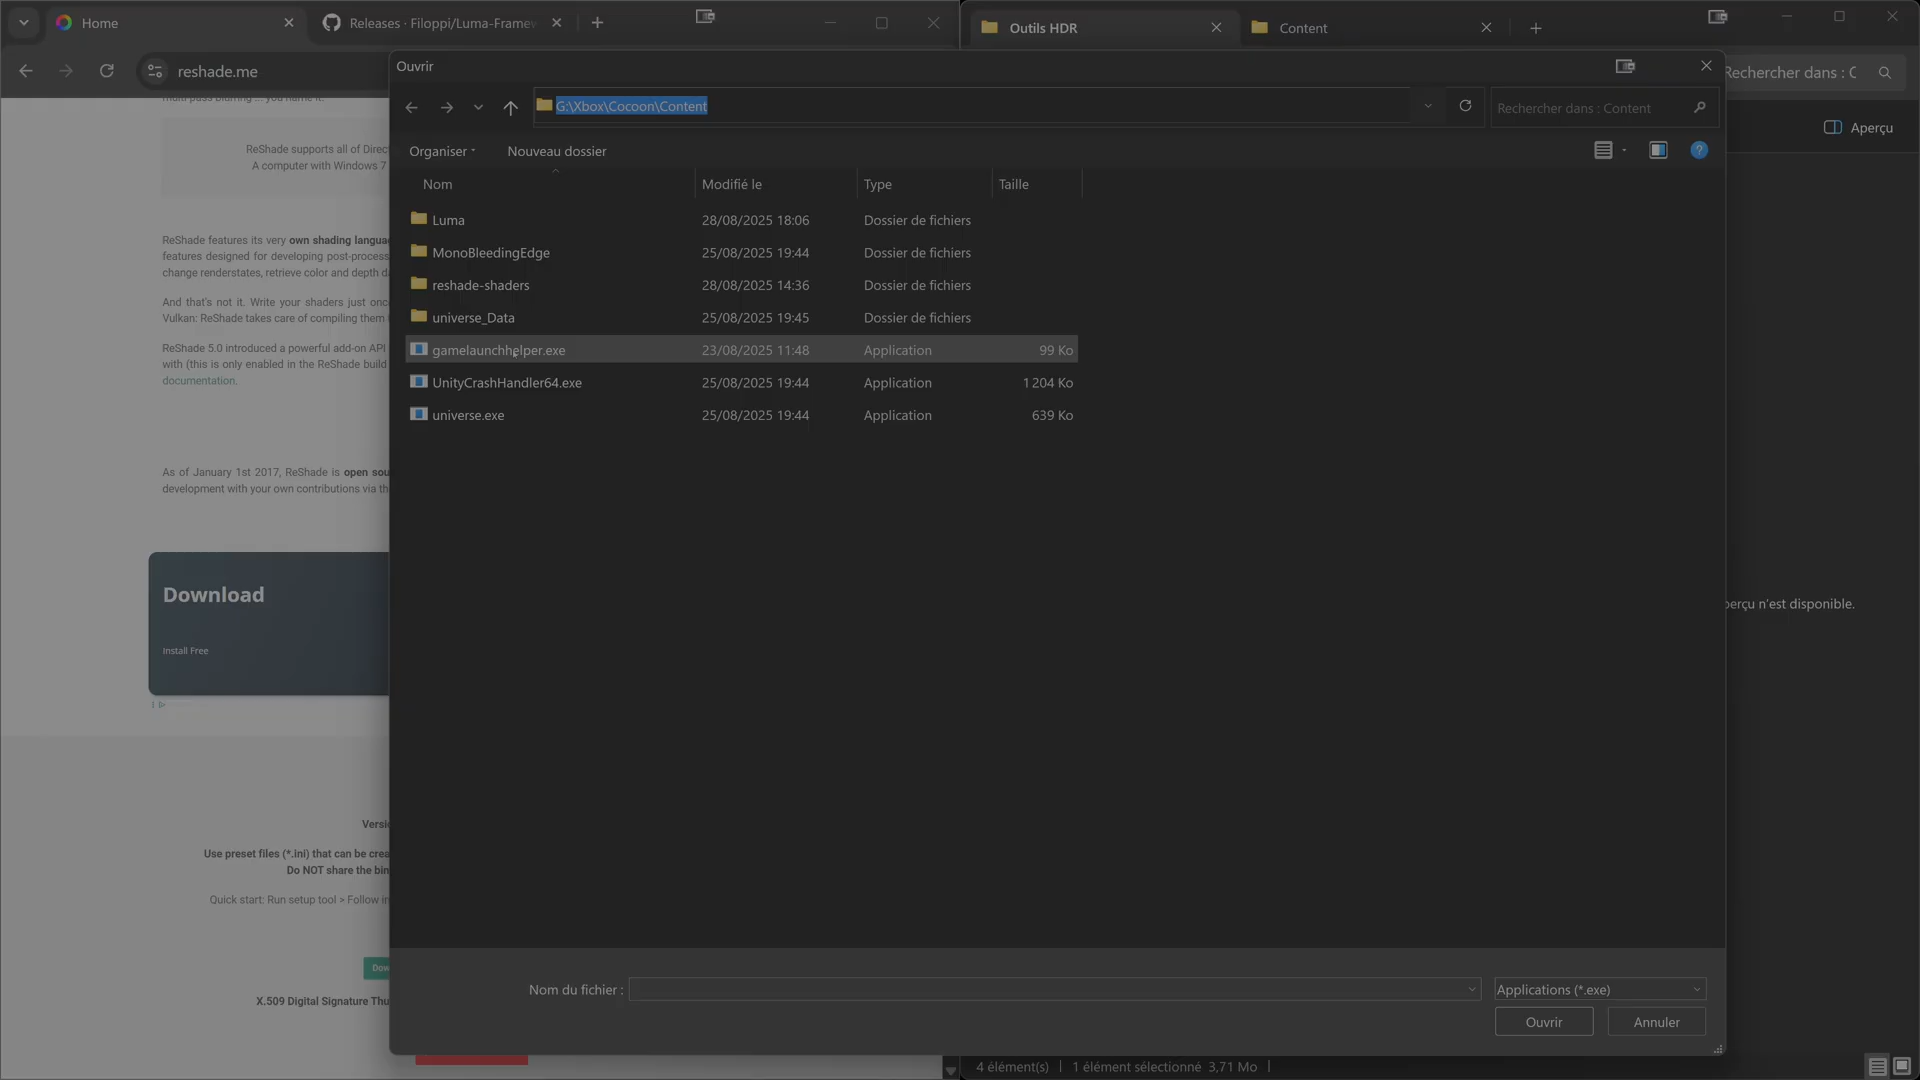 Home
Releases · Filoppi/Luma-Framew
reshade.me
ReShade supports all of Direc
A computer with Windows 7
ReShade features its very own shading languag
features designed for developing post-process
change renderstates, retrieve color and depth da
And that's not it. Write your shaders just onc
Vulkan: ReShade takes care of compiling them
ReShade 5.0 introduced a powerful add-on API
with (this is only enabled in the ReShade build
documentation.
As of January 1st 2017, ReShade is open sou
development with your own contributions via th
Download
Install Free
Versio
Use preset files (*.ini) that can be crea
Do NOT share the bin
Quick start: Run setup tool > Follow in
Dow
X.509 Digital Signature Thu
Outils HDR
Content
Rechercher dans : C
Aperçu
perçu n'est disponible.
4 élément(s)
1 élément sélectionné 3,71 Mo
Ouvrir
G:\Xbox\Cocoon\Content
Rechercher dans : Content
Organiser
Nouveau dossier
Nom Modifié le Type Taille
Luma 28/08/2025 18:06 Dossier de fichiers
MonoBleedingEdge 25/08/2025 19:44 Dossier de fichiers
reshade-shaders 28/08/2025 14:36 Dossier de fichiers
universe_Data 25/08/2025 19:45 Dossier de fichiers
gamelaunchhelper.exe 23/08/2025 11:48 Application 99 Ko
UnityCrashHandler64.exe 25/08/2025 19:44 Application 1 204 Ko
universe.exe 25/08/2025 19:44 Application 639 Ko
Nom du fichier :
Applications (*.exe)
Ouvrir
Annuler